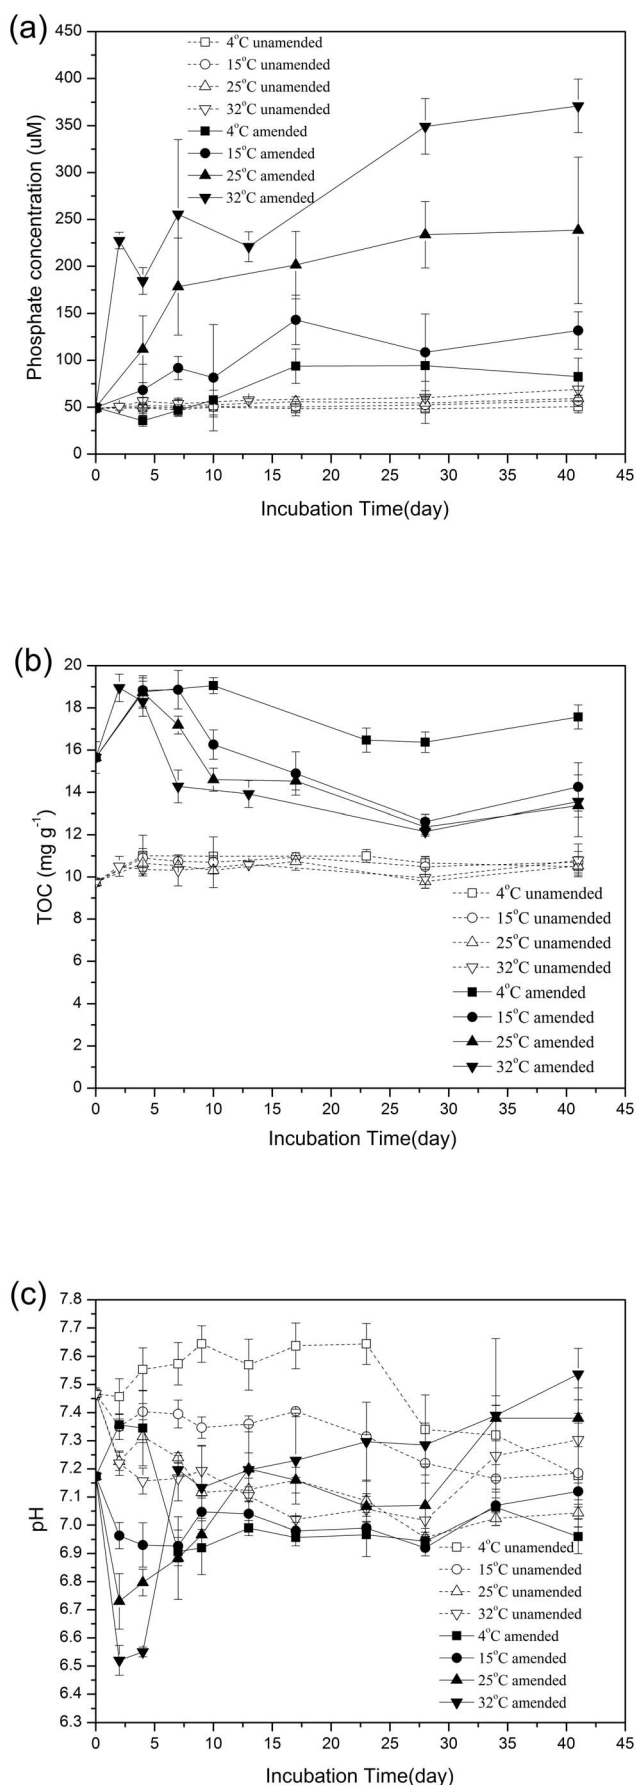 (a)
450
400
350
300
250
200
150
100
50
0
Phosphate concentration (uM)
4°C unamended
15°C unamended
25°C unamended
32°C unamended
4°C amended
15°C amended
25°C amended
32°C amended
0 5 10 15 20 25 30 35 40 45
Incubation Time(day)
(b)
20
18
16
14
12
10
8
6
4
2
0
TOC (mg g⁻¹)
4°C unamended
15°C unamended
25°C unamended
32°C unamended
4°C amended
15°C amended
25°C amended
32°C amended
0 5 10 15 20 25 30 35 40 45
Incubation Time(day)
(c)
7.8
7.7
7.6
7.5
7.4
7.3
7.2
7.1
7.0
6.9
6.8
6.7
6.6
6.5
6.4
6.3
pH
4°C unamended
15°C unamended
25°C unamended
32°C unamended
4°C amended
15°C amended
25°C amended
32°C amended
0 5 10 15 20 25 30 35 40 45
Incubation Time(day)